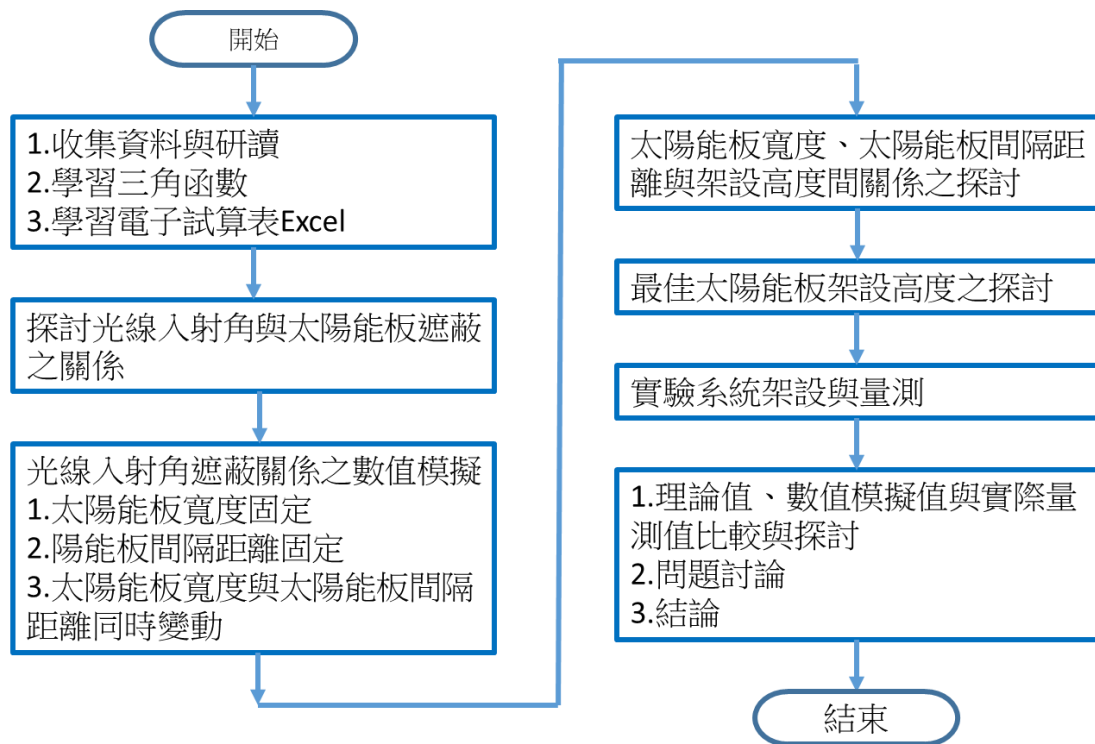 開始
1.收集資料與研讀
2.學習三角函數
3.學習電子試算表Excel
探討光線入射角與太陽能板遮蔽
之關係
光線入射角遮蔽關係之數值模擬
1.太陽能板寬度固定
2.陽能板間隔距離固定
3.太陽能板寬度與太陽能板間隔
距離同時變動
太陽能板寬度、太陽能板間隔距
離與架設高度間關係之探討
最佳太陽能板架設高度之探討
實驗系統架設與量測
1.理論值、數值模擬值與實際量
測值比較與探討
2.問題討論
3.結論
結束